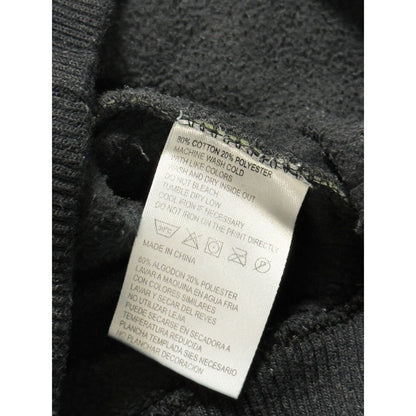 80% COTTON 20% POLYESTER
MACHINE WASH COLD
WITH LIKE COLORS
WASH AND DRY INSIDE OUT
DO NOT BLEACH
TUMBLE DRY LOW
COOL IRON IF NECESSARY
DO NOT IRON ON THE PRINT DIRECTLY
30°C
MADE IN CHINA
80% ALGODON 20% POLIESTER
LAVAR A MAQUINA EN AGUA FRIA
CON COLORES SIMILARES
LAVAR Y SECAR DEL REVES
NO UTILIZAR LEJIA
PUEDE SECARSE EN SECADORA A
TEMPERATURA REDUCIDA
PLANCHA TEMPLADA SIES NECESARIO
PLANCHAR DECORACION